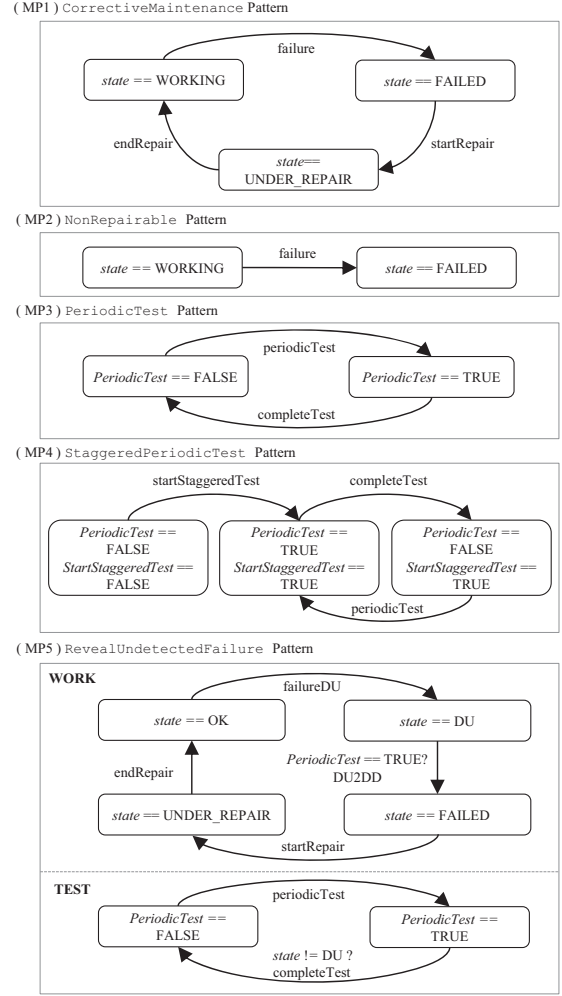 ( MP1 ) CorrectiveMaintenance Pattern
failure
state == WORKING
state == FAILED
endRepair
startRepair
state==
UNDER_REPAIR
( MP2 ) NonRepairable Pattern
failure
state == WORKING
state == FAILED
( MP3 ) PeriodicTest Pattern
periodicTest
PeriodicTest == FALSE
PeriodicTest == TRUE
completeTest
( MP4 ) StaggeredPeriodicTest Pattern
startStaggeredTest
completeTest
PeriodicTest ==
FALSE
StartStaggeredTest ==
FALSE
PeriodicTest ==
TRUE
StartStaggeredTest ==
TRUE
PeriodicTest ==
FALSE
StartStaggeredTest ==
TRUE
periodicTest
( MP5 ) RevealUndetectedFailure Pattern
WORK
failureDU
state == OK
state == DU
PeriodicTest == TRUE?
DU2DD
endRepair
state == UNDER_REPAIR
state == FAILED
startRepair
TEST
periodicTest
PeriodicTest ==
FALSE
PeriodicTest ==
TRUE
state != DU ?
completeTest